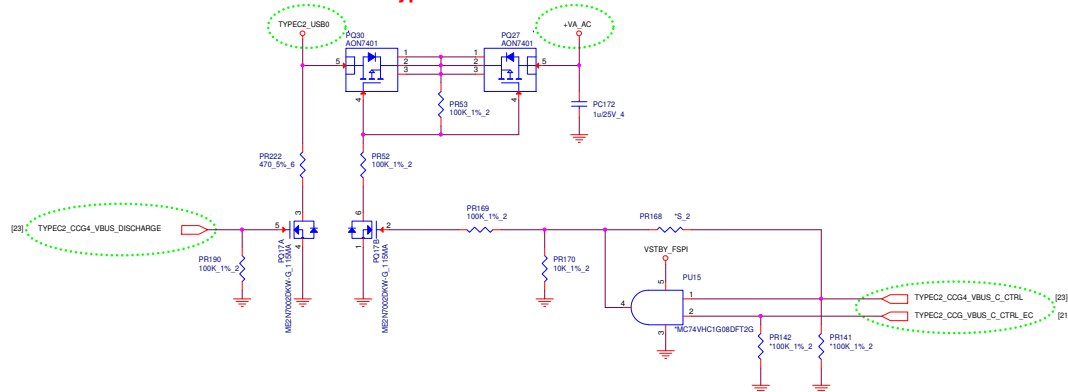 TYPEC2_USB0
+VA_AC
PQ30
AON7401
PQ27
AON7401
5
1
2
3
4
1
2
3
5
4
PR53
100K_1%_2
PC172
1u/25V_4
PR222
470_5%_6
PR52
100K_1%_2
[23]
TYPEC2_CCG4_VBUS_DISCHARGE
PR190
100K_1%_2
5
3
4
PQ17A
ME2N7002DKW-G_115MA
6
1
2
PQ17B
ME2N7002DKW-G_115MA
PR169
100K_1%_2
PR170
10K_1%_2
PR168
*S_2
VSTBY_FSPI
PU15
5
4
1
2
3
*MC74VHC1G08DFT2G
TYPEC2_CCG4_VBUS_C_CTRL
[23]
TYPEC2_CCG_VBUS_C_CTRL_EC
[21
PR142
*100K_1%_2
PR141
*100K_1%_2